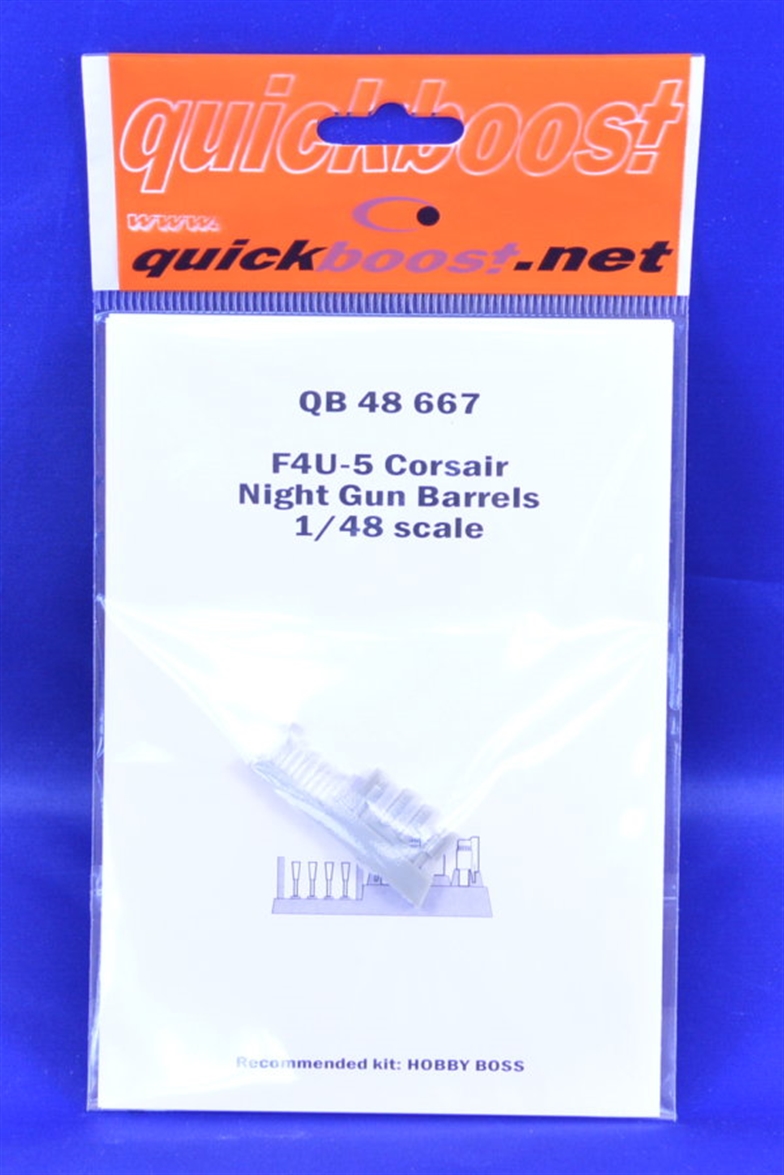 quickboost
www.
quickboost.net
QB 48 667
F4U-5 Corsair
Night Gun Barrels
1/48 scale
Recommended kit: HOBBY BOSS